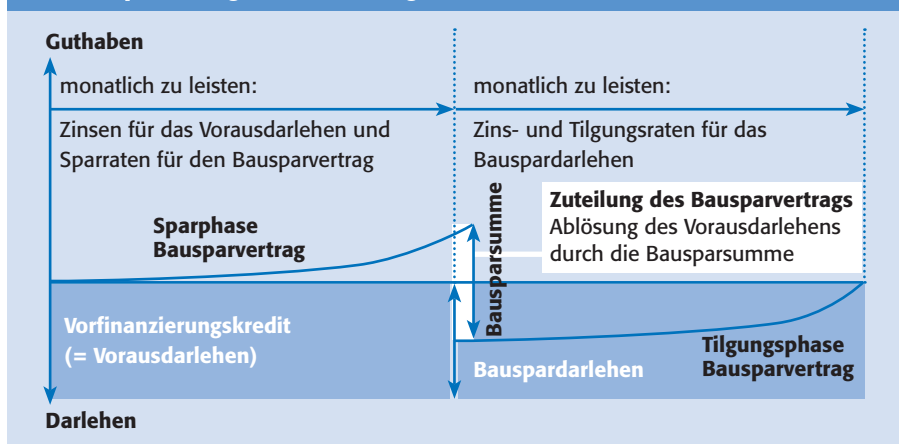 Guthaben
monatlich zu leisten:
Zinsen für das Vorausdarlehen und
Sparraten für den Bausparvertrag
monatlich zu leisten:
Zins- und Tilgungsraten für das
Bauspardarlehen
Sparphase
Bausparvertrag
Bausparsumme
Zuteilung des Bausparvertrags
Ablösung des Vorausdarlehens
durch die Bausparsumme
Vorfinanzierungskredit
(= Vorausdarlehen)
Bauspardarlehen
Tilgungsphase
Bausparvertrag
Darlehen